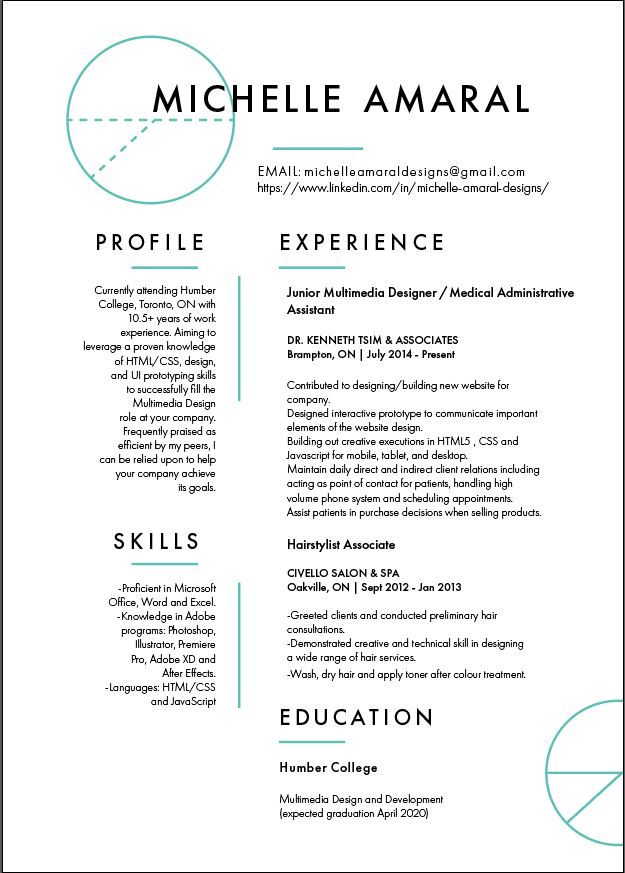 MICHELLE AMARAL
EMAIL: michelleamaraldesigns@gmail.com
https://www.linkedin.com/in/michelle-amaral-designs/
PROFILE
Currently attending Humber
College, Toronto, ON with
10.5+ years of work
experience. Aiming to
leverage a proven knowledge
of HTML/CSS, design,
and UI prototyping skills
to successfully fill the
Multimedia Design
role at your company.
Frequently praised as
efficient by my peers, I
can be relied upon to help
your company achieve
its goals.
SKILLS
-Proficient in Microsoft
Office, Word and Excel.
-Knowledge in Adobe
programs: Photoshop,
Illustrator, Premiere
Pro, Adobe XD and
After Effects.
-Languages: HTML/CSS
and JavaScript
EXPERIENCE
Junior Multimedia Designer / Medical Administrative
Assistant
DR. KENNETH TSIM & ASSOCIATES
Brampton, ON | July 2014 - Present
Contributed to designing/building new website for
company.
Designed interactive prototype to communicate important
elements of the website design.
Building out creative executions in HTML5 , CSS and
Javascript for mobile, tablet, and desktop.
Maintain daily direct and indirect client relations including
acting as point of contact for patients, handling high
volume phone system and scheduling appointments.
Assist patients in purchase decisions when selling products.
Hairstylist Associate
CIVELLO SALON & SPA
Oakville, ON | Sept 2012 - Jan 2013
-Greeted clients and conducted preliminary hair
consultations.
-Demonstrated creative and technical skill in designing
a wide range of hair services.
-Wash, dry hair and apply toner after colour treatment.
EDUCATION
Humber College
Multimedia Design and Development
(expected graduation April 2020)